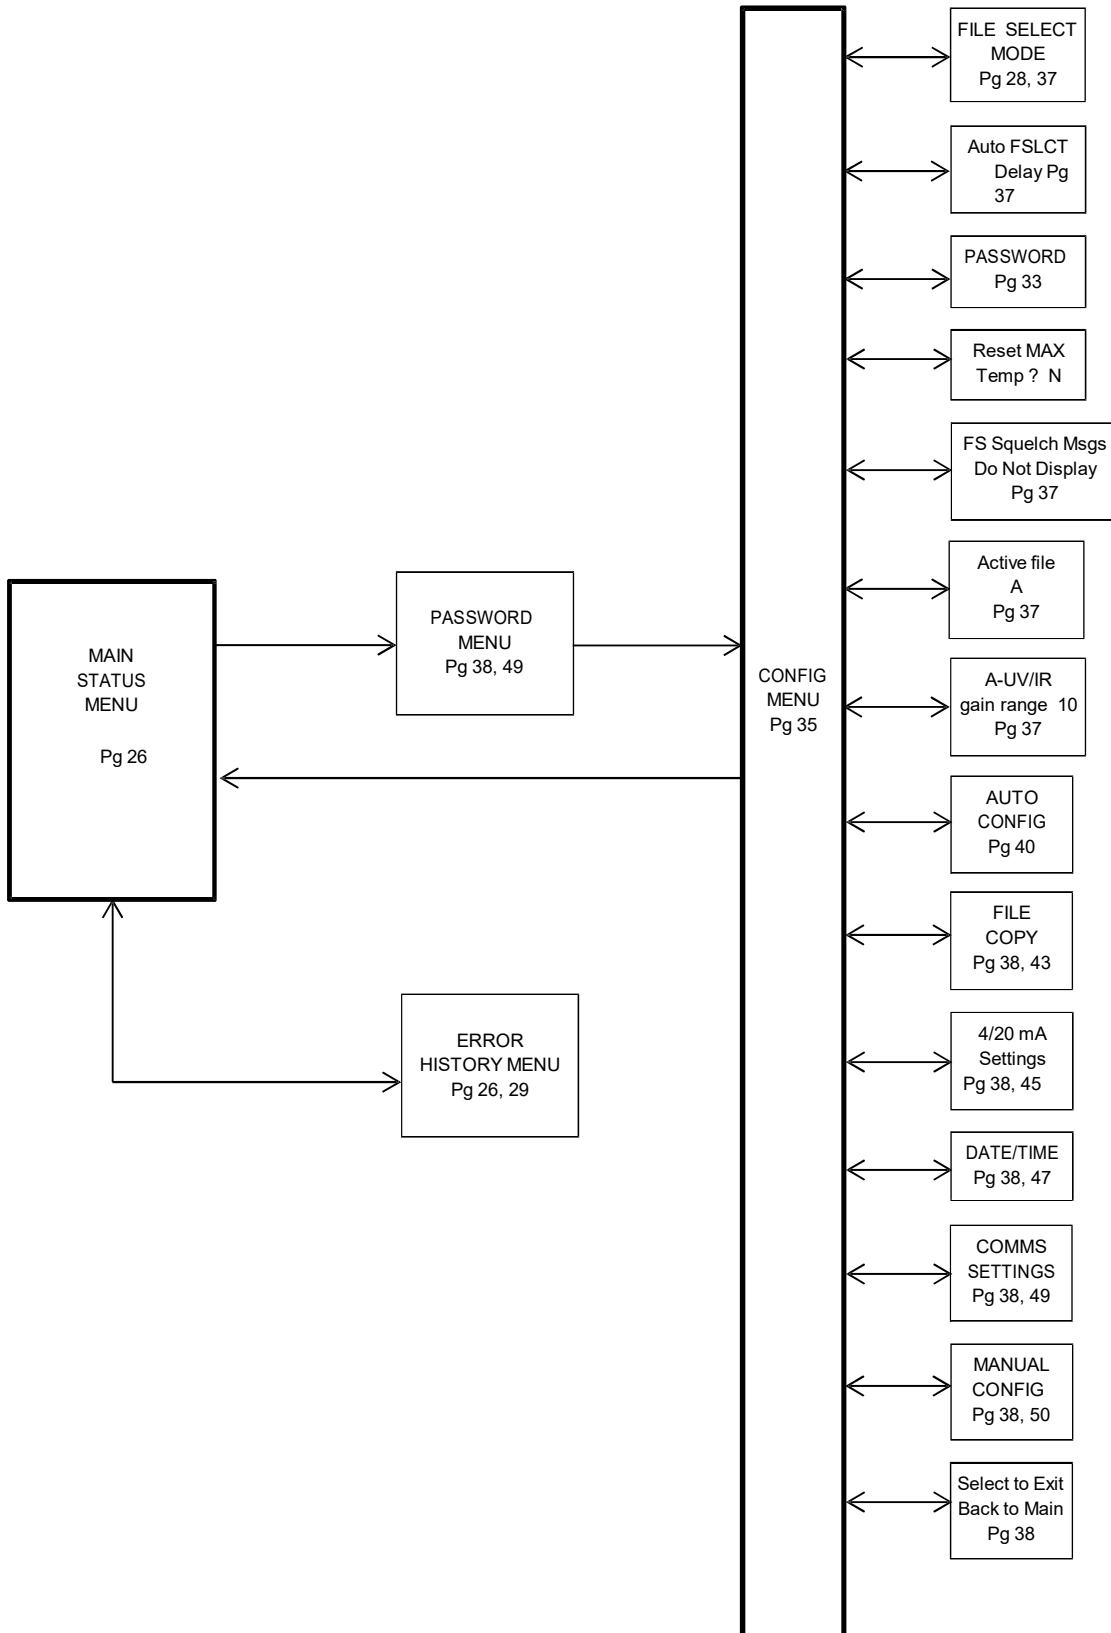 MAIN
STATUS
MENU
Pg 26
PASSWORD
MENU
Pg 38, 49
ERROR
HISTORY MENU
Pg 26, 29
CONFIG
MENU
Pg 35
FILE SELECT
MODE
Pg 28, 37
Auto FSLCT
Delay Pg
37
PASSWORD
Pg 33
Reset MAX
Temp ? N
FS Squelch Msgs
Do Not Display
Pg 37
Active file
A
Pg 37
A-UV/IR
gain range 10
Pg 37
AUTO
CONFIG
Pg 40
FILE
COPY
Pg 38, 43
4/20 mA
Settings
Pg 38, 45
DATE/TIME
Pg 38, 47
COMMS
SETTINGS
Pg 38, 49
MANUAL
CONFIG
Pg 38, 50
Select to Exit
Back to Main
Pg 38